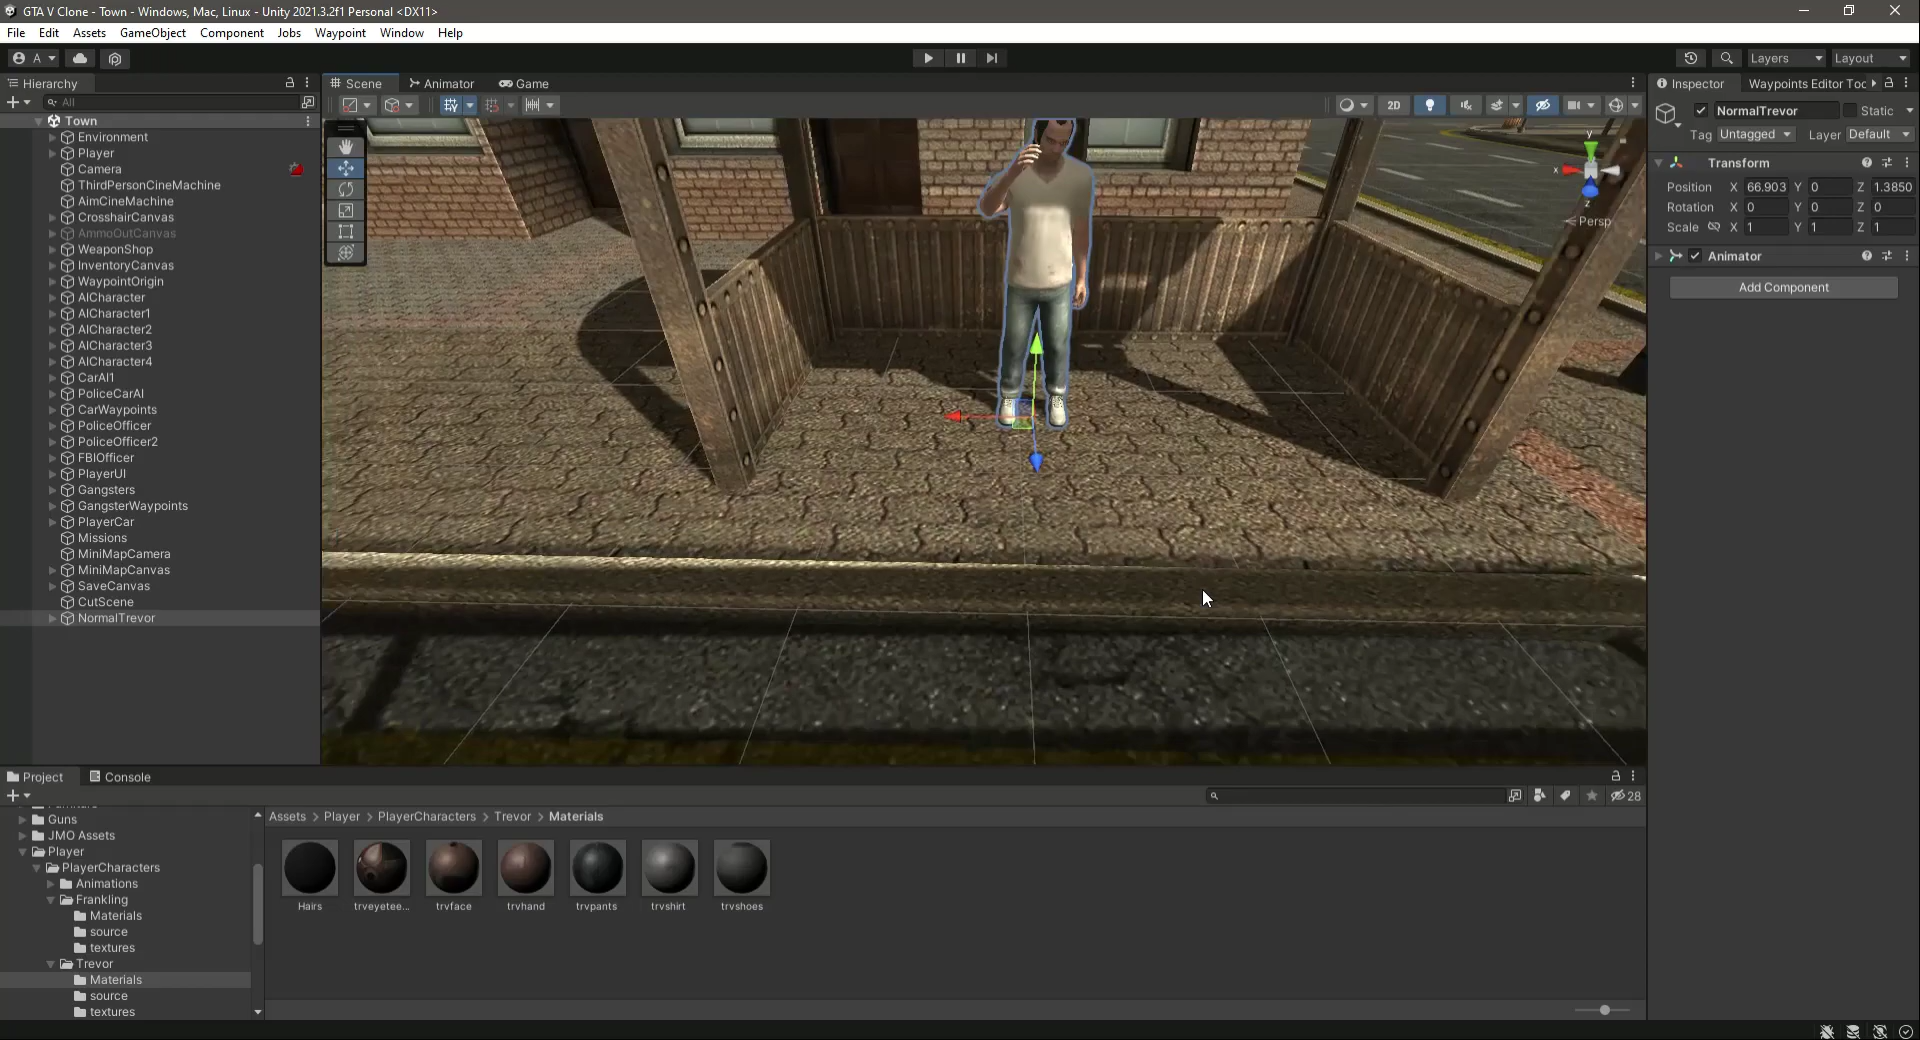 GTA V Clone - Town - Windows, Mac, Linux - Unity 2021.3.2f1 Personal <DX11>
File Edit Assets GameObject Component Jobs Waypoint Window Help
A Layers Layout
Hierarchy
All
Town
Environment
Player
Camera
ThirdPersonCineMachine
AimCineMachine
CrosshairCanvas
AmmoOutCanvas
WeaponShop
InventoryCanvas
WaypointOrigin
AICharacter
AICharacter1
AICharacter2
AICharacter3
AICharacter4
CarAI1
PoliceCarAI
CarWaypoints
PoliceOfficer
PoliceOfficer2
FBIOfficer
PlayerUI
Gangsters
GangsterWaypoints
PlayerCar
Missions
MiniMapCamera
MiniMapCanvas
SaveCanvas
CutScene
NormalTrevor
Scene Animator Game
2D
y
x
z
Persp
Inspector Waypoints Editor Too
NormalTrevor Static
Tag Untagged Layer Default
Transform
Position X 66.903 Y 0 Z 1.3850
Rotation X 0 Y 0 Z 0
Scale X 1 Y 1 Z 1
Animator
Add Component
Project Console
28
Guns
JMO Assets
Player
PlayerCharacters
Animations
Frankling
Materials
source
textures
Trevor
Materials
source
textures
Assets > Player > PlayerCharacters > Trevor > Materials
Hairs trveyetee... trvface trvhand trvpants trvshirt trvshoes